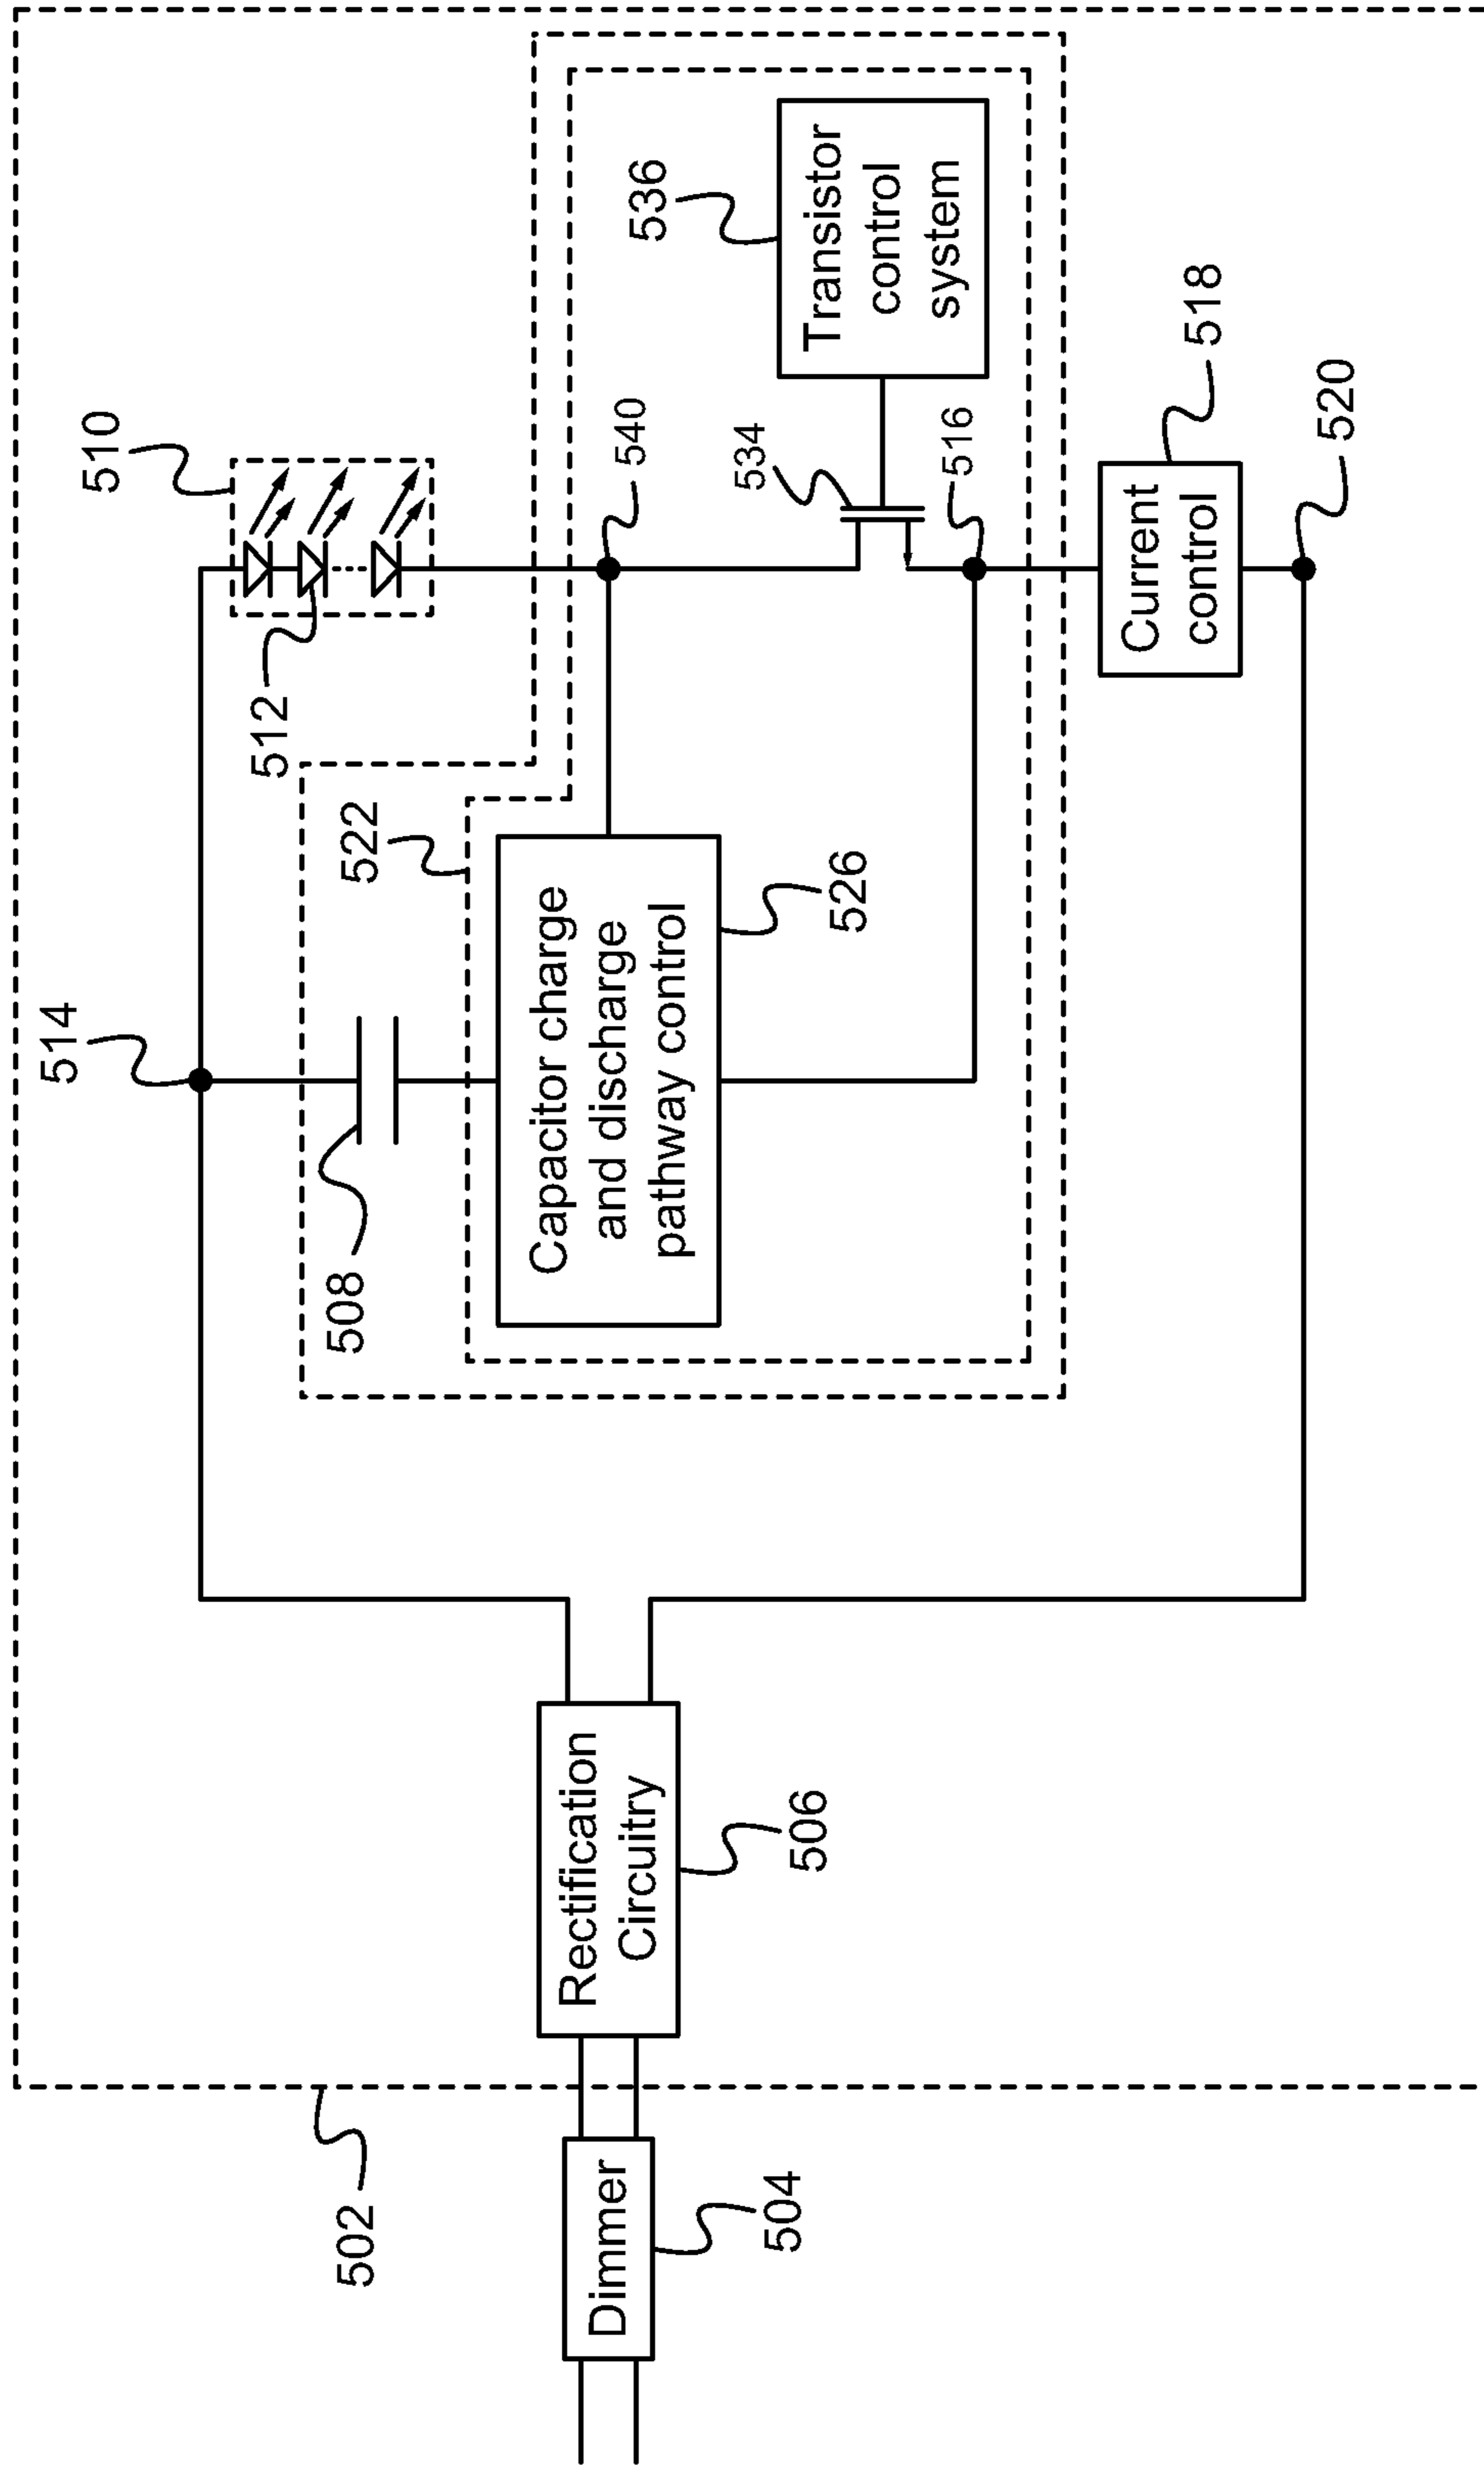 502
504
Dimmer
506
Rectification
Circuitry
514
508
522
Capacitor charge
and discharge
pathway control
526
510
512
540
534
516
536
Transistor
control
system
Current
control
518
520